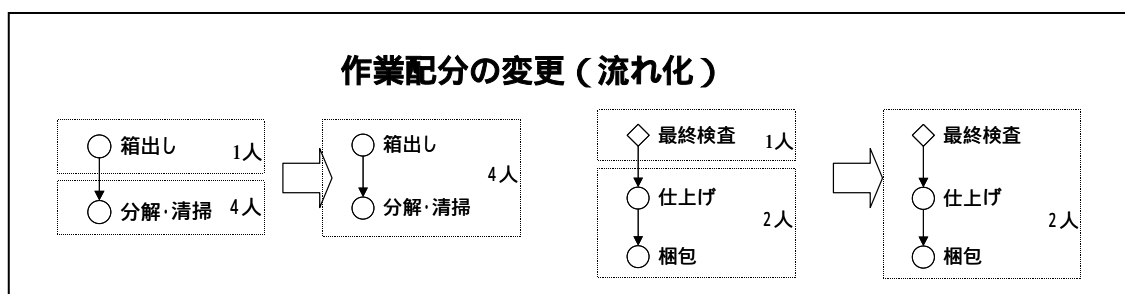 作業配分の変更（流れ化）
箱出し
1人
分解・清掃
4人
箱出し
分解・清掃
4人
最終検査
1人
仕上げ
2人
梱包
最終検査
仕上げ
2人
梱包